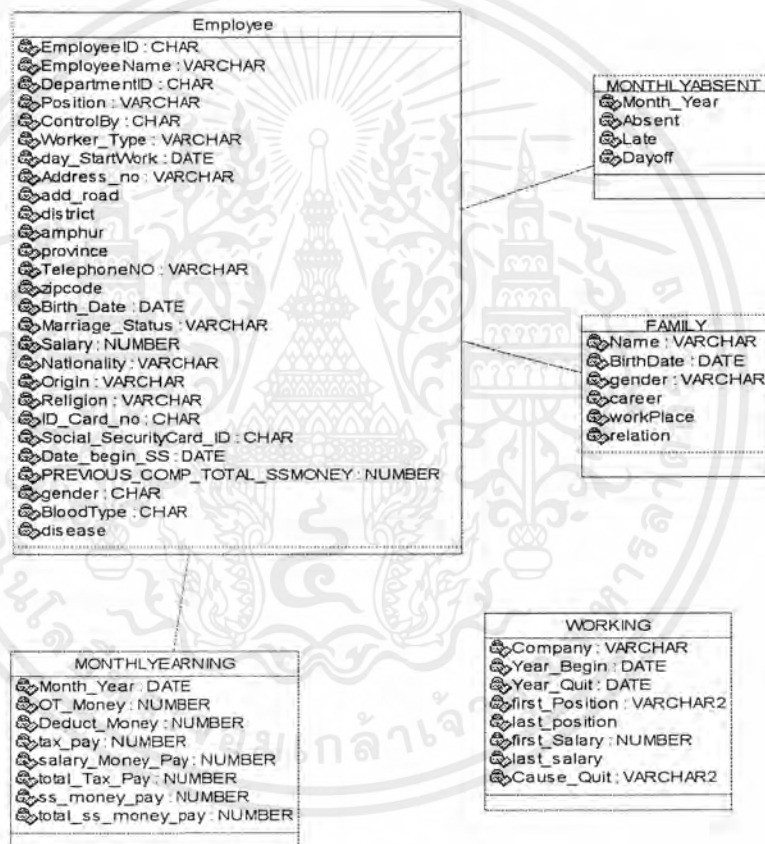 Employee
EmployeeID : CHAR
EmployeeName : VARCHAR
DepartmentID : CHAR
Position : VARCHAR
ControlBy : CHAR
Worker_Type : VARCHAR
day_StartWork : DATE
Address_no : VARCHAR
add_road
district
amphur
province
TelephoneNO : VARCHAR
zipcode
Birth_Date : DATE
Marriage_Status : VARCHAR
Salary : NUMBER
Nationality : VARCHAR
Origin : VARCHAR
Religion : VARCHAR
ID_Card_no : CHAR
Social_SecurityCard_ID : CHAR
Date_begin_SS : DATE
PREVIOUS_COMP_TOTAL_SSMONEY : NUMBER
gender : CHAR
BloodType : CHAR
disease
MONTHLYABSENT
Month_Year
Absent
Late
Dayoff
FAMILY
Name : VARCHAR
BirthDate : DATE
gender : VARCHAR
career
workPlace
relation
MONTHLYEARNING
Month_Year : DATE
OT_Money : NUMBER
Deduct_Money : NUMBER
tax_pay : NUMBER
salary_Money_Pay : NUMBER
total_Tax_Pay : NUMBER
ss_money_pay : NUMBER
total_ss_money_pay : NUMBER
WORKING
Company : VARCHAR
Year_Begin : DATE
Year_Quit : DATE
first_Position : VARCHAR2
last_position
first_Salary : NUMBER
last_salary
Cause_Quit : VARCHAR2